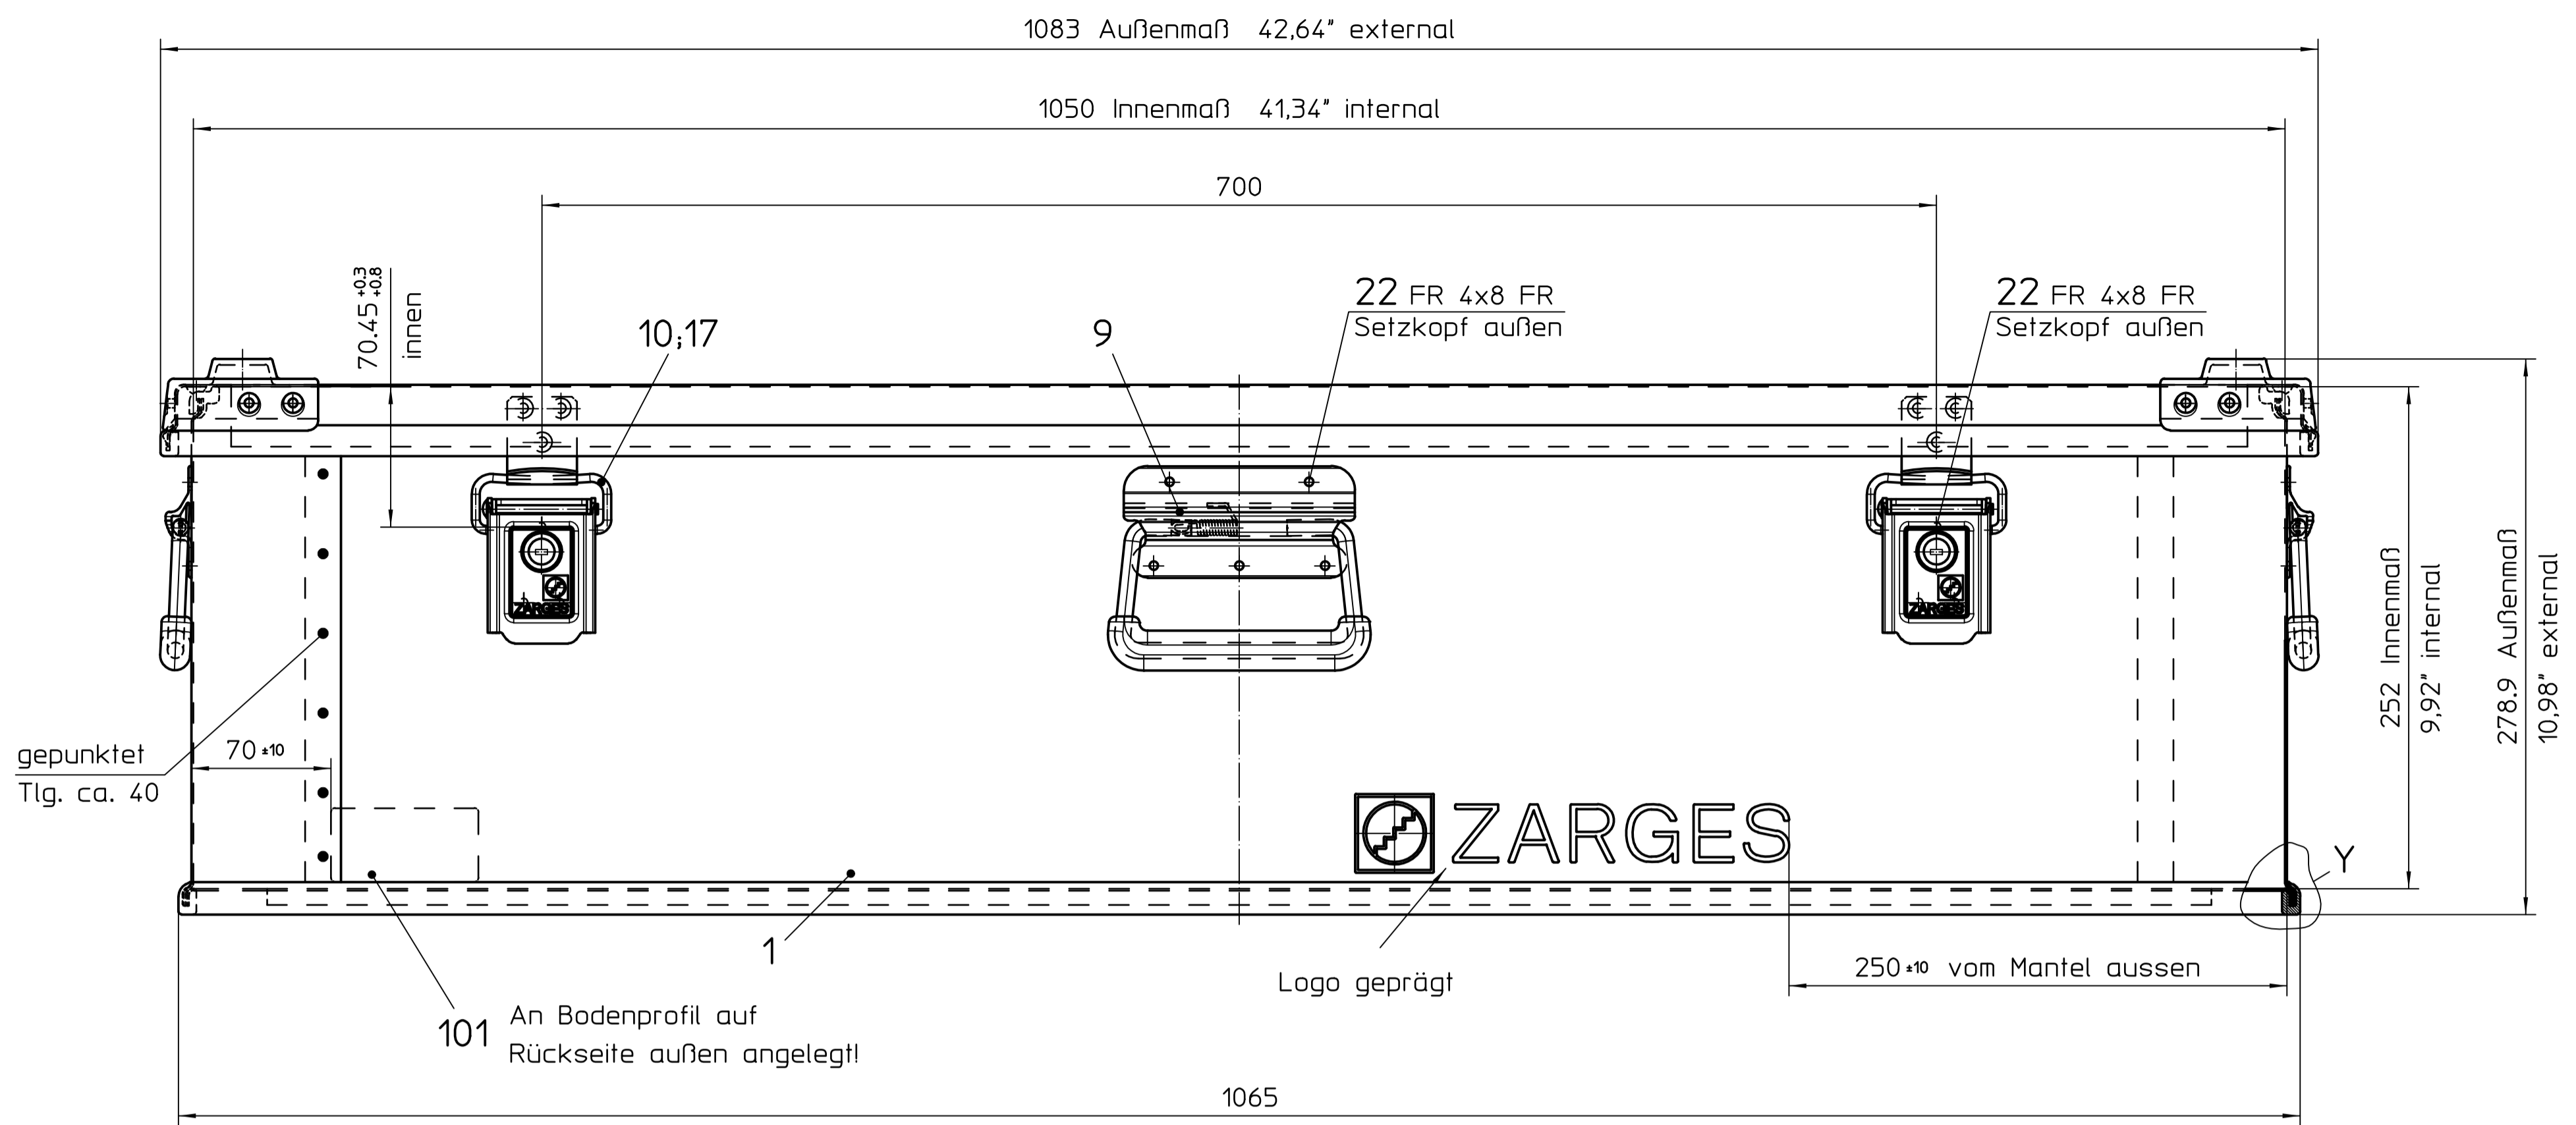 1083 Außenmaß 42,64" external
1050 Innenmaß 41,34" internal
700
70.45 +0.3 +0.8
innen
10;17
9
22 FR 4x8 FR
Setzkopf außen
22 FR 4x8 FR
Setzkopf außen
ZARGES
ZARGES
252 Innenmaß
9,92" internal
278.9 Außenmaß
10,98" external
gepunktet
Tlg. ca. 40
70 ±10
ZARGES
Y
1
Logo geprägt
250 ±10 vom Mantel aussen
101 An Bodenprofil auf
Rückseite außen angelegt!
1065